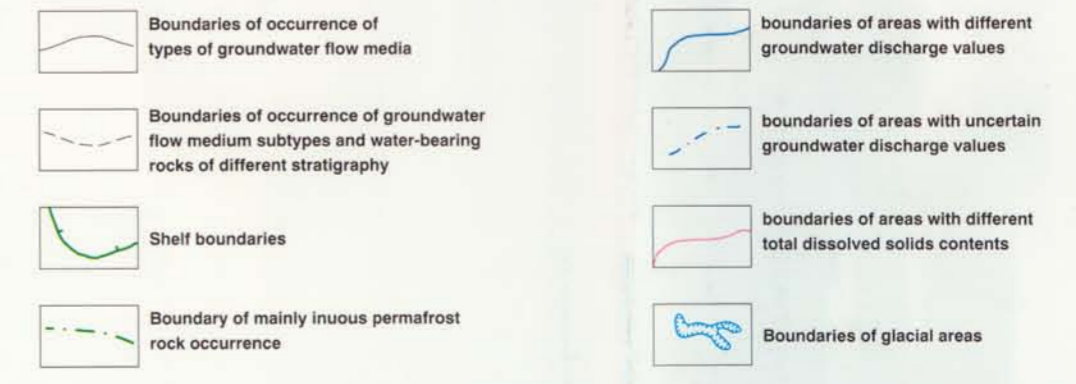 Boundaries of occurrence of
types of groundwater flow media
Boundaries of occurrence of groundwater
flow medium subtypes and water-bearing
rocks of different stratigraphy
Shelf boundaries
Boundary of mainly inuous permafrost
rock occurrence
boundaries of areas with different
groundwater discharge values
boundaries of areas with uncertain
groundwater discharge values
boundaries of areas with different
total dissolved solids contents
Boundaries of glacial areas